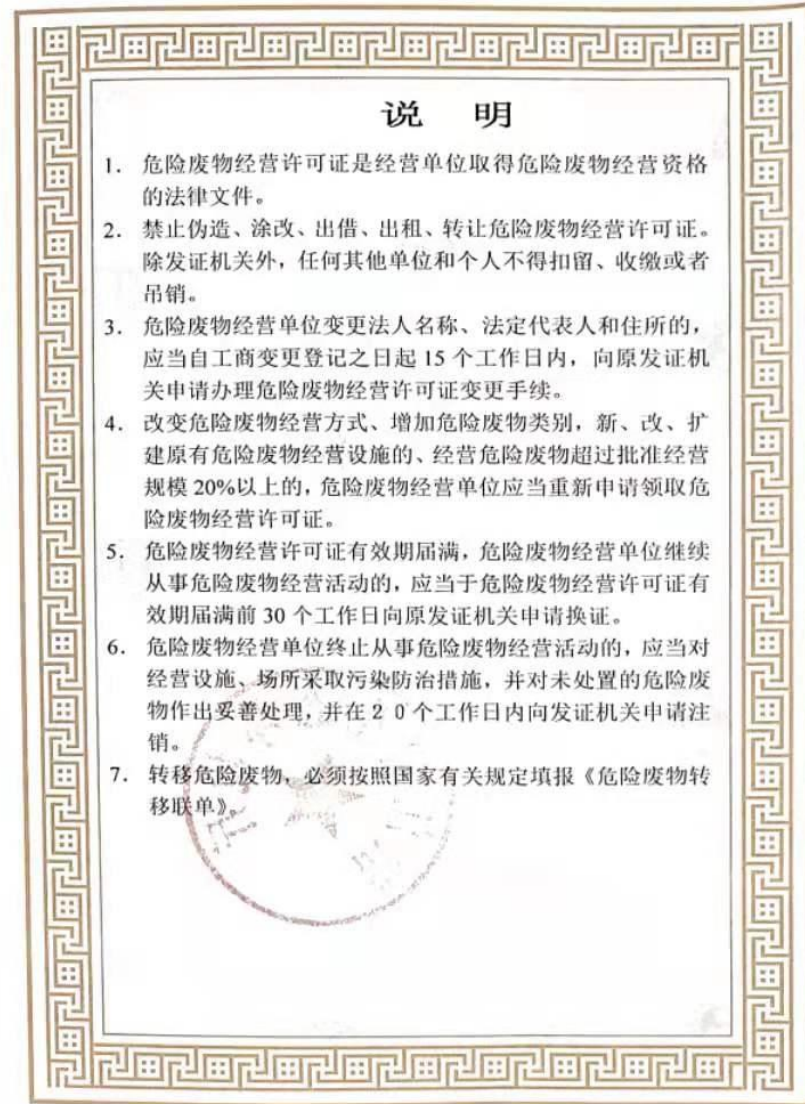 说 明
1. 危险废物经营许可证是经营单位取得危险废物经营资格
的法律文件。
2. 禁止伪造、涂改、出借、出租、转让危险废物经营许可证。
除发证机关外，任何其他单位和个人不得扣留、收缴或者
吊销。
3. 危险废物经营单位变更法人名称、法定代表人和住所的，
应当自工商变更登记之日起 15 个工作日内，向原发证机
关申请办理危险废物经营许可证变更手续。
4. 改变危险废物经营方式、增加危险废物类别，新、改、扩
建原有危险废物经营设施的、经营危险废物超过批准经营
规模 20%以上的，危险废物经营单位应当重新申请领取危
险废物经营许可证。
5. 危险废物经营许可证有效期届满，危险废物经营单位继续
从事危险废物经营活动的，应当于危险废物经营许可证有
效期届满前 30 个工作日向原发证机关申请换证。
6. 危险废物经营单位终止从事危险废物经营活动的，应当对
经营设施、场所采取污染防治措施，并对未处置的危险废
物作出妥善处理，并在２０个工作日内向发证机关申请注
销。
7. 转移危险废物，必须按照国家有关规定填报《危险废物转
移联单》。